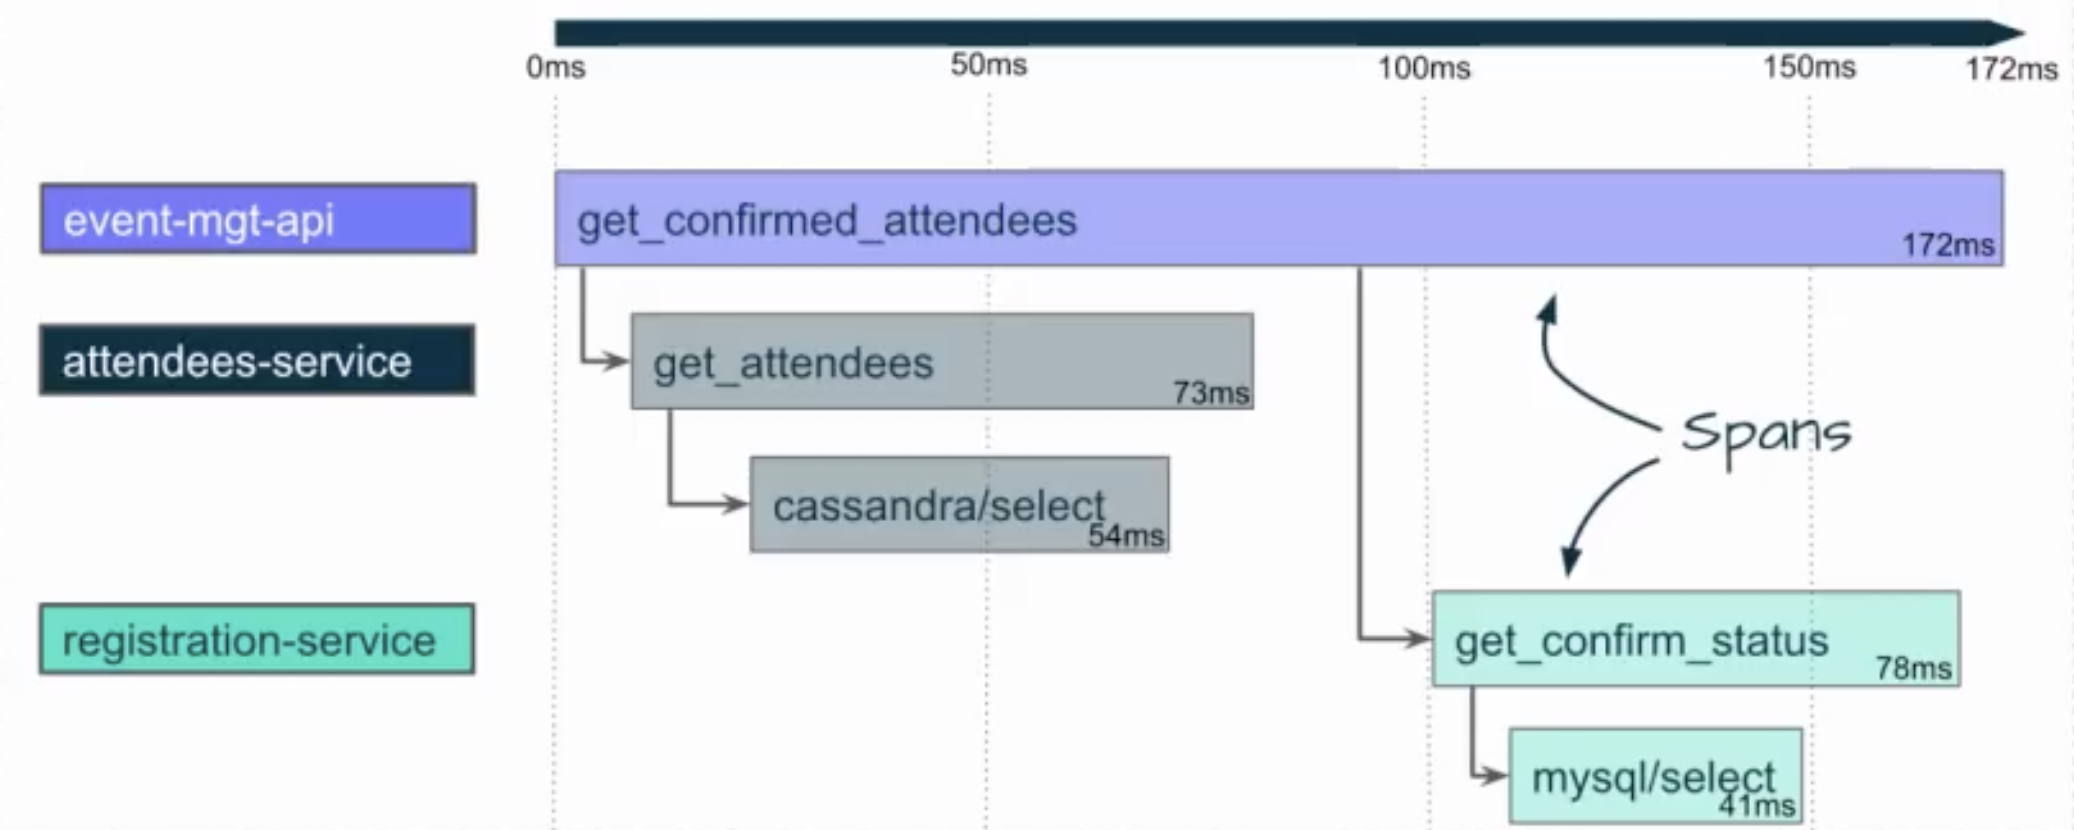 0ms 50ms 100ms 150ms 172ms
event-mgt-api
get_confirmed_attendees
172ms
attendees-service
get_attendees
73ms
Spans
cassandra/select
54ms
registration-service
get_confirm_status
78ms
mysql/select
41ms